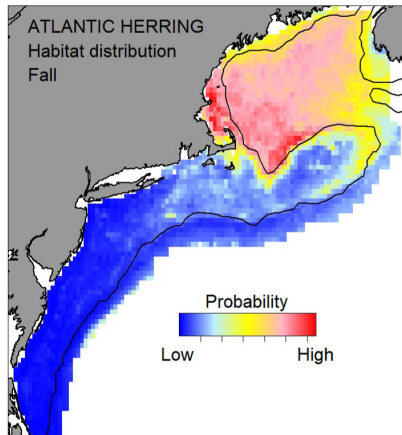 ATLANTIC HERRING
Habitat distribution
Fall
Probability
Low High